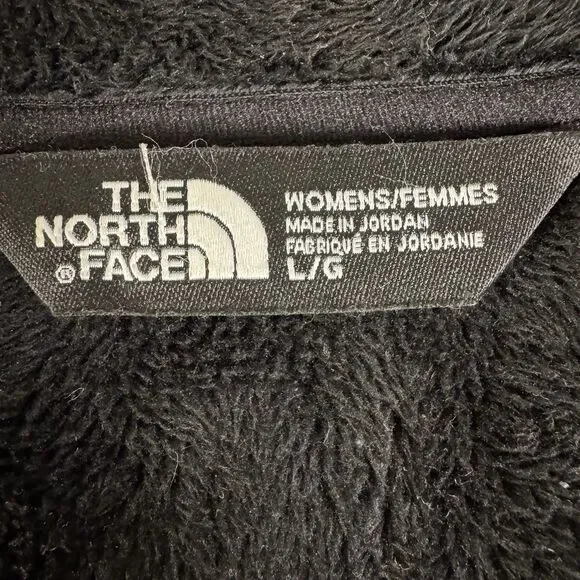 THE
NORTH
® FACE
WOMENS/FEMMES
MADE IN JORDAN
FABRIQUÉ EN JORDANIE
L/G